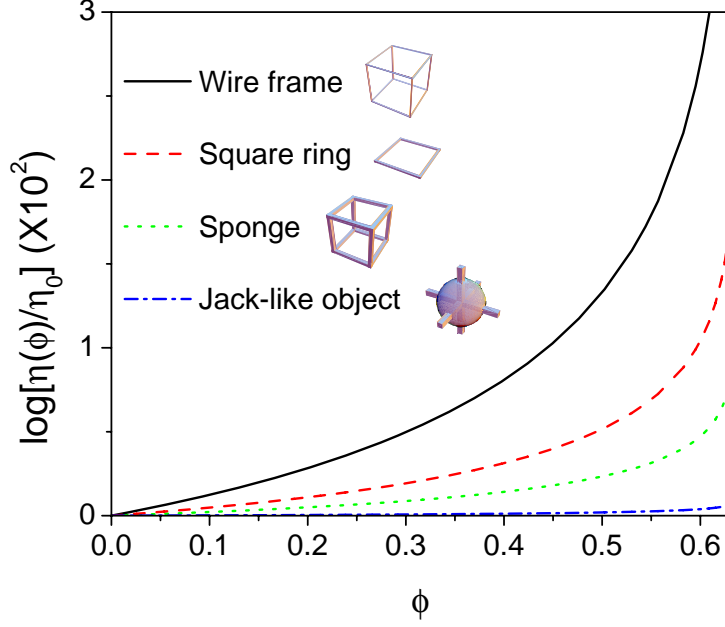 3
Wire frame
Square ring
2
Sponge
Jack-like object
1
0
0.0 0.1 0.2 0.3 0.4 0.5 0.6
ϕ
log[η(ϕ)/η₀] (X10²)